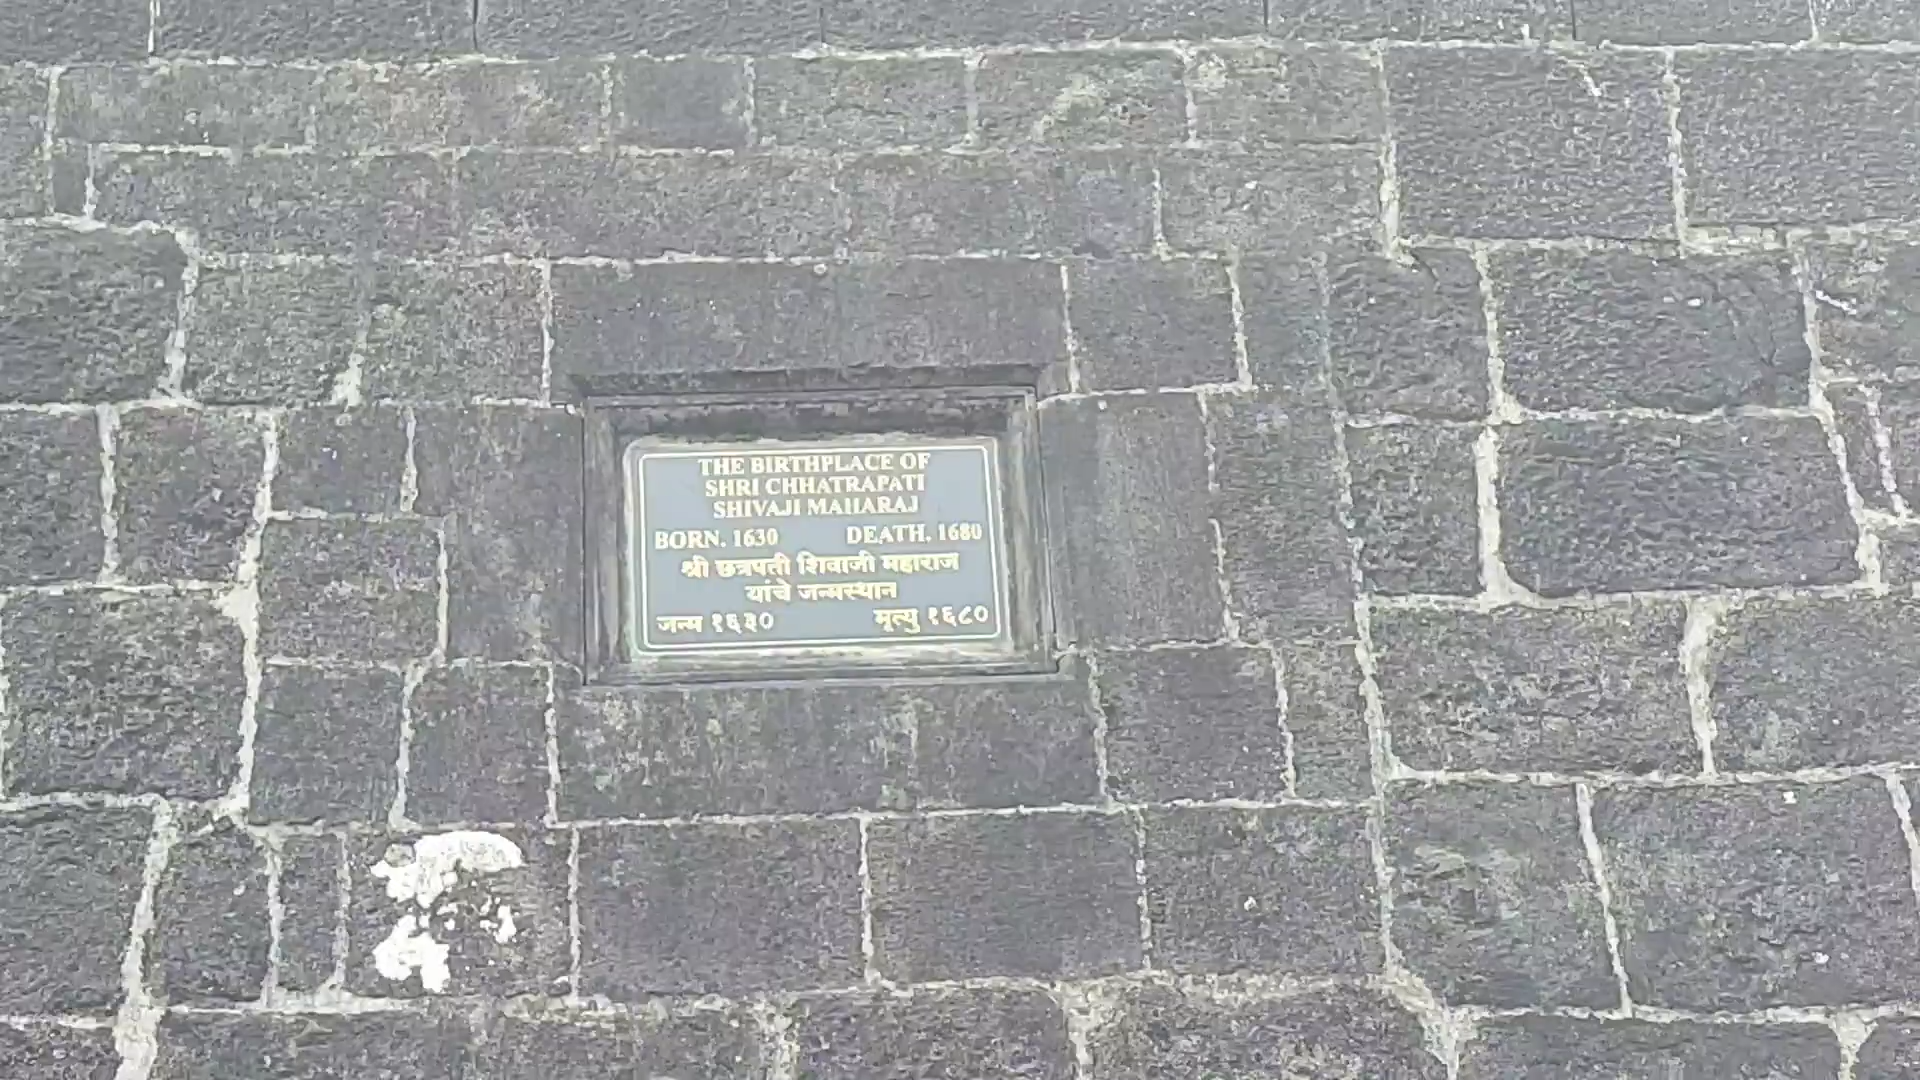 THE BIRTHPLACE OF
SHRI CHHATRAPATI
SHIVAJI MAHARAJ
BORN. 1630 DEATH. 1680
श्री छत्रपती शिवाजी महाराज
यांचे जन्मस्थान
जन्म १६३० मृत्यु १६८०